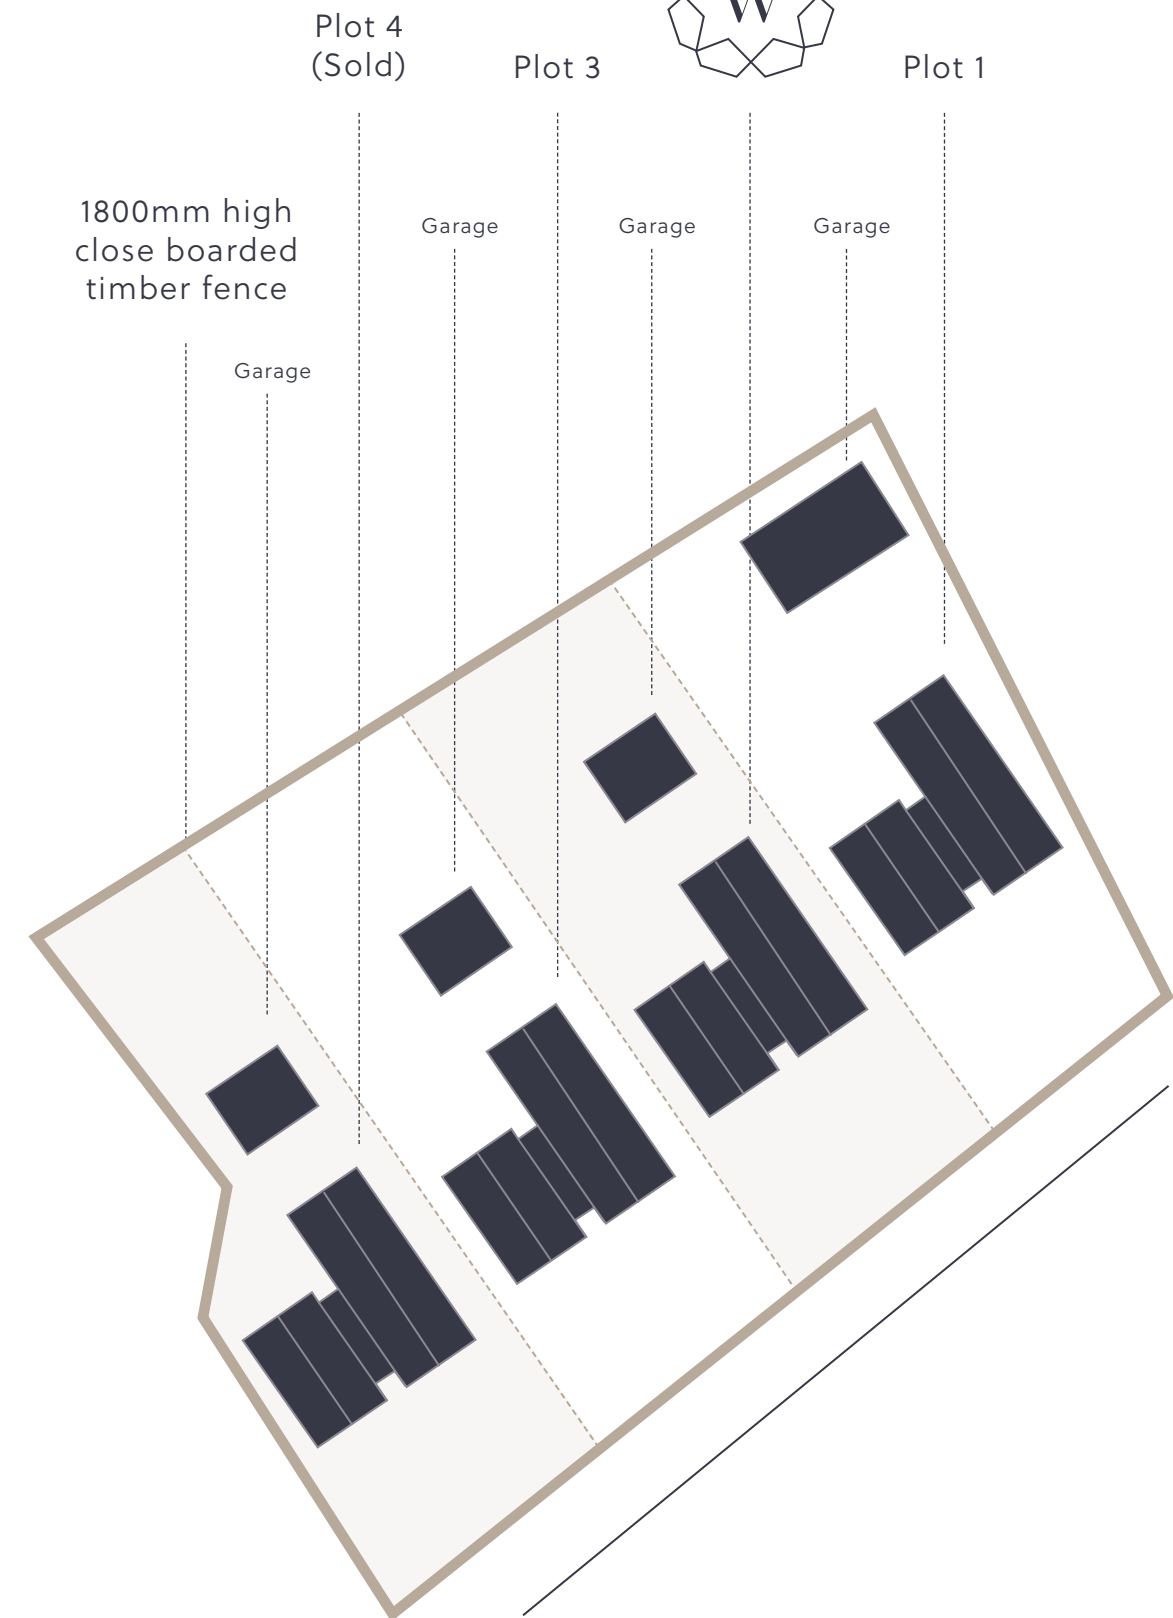 Plot 4
(Sold)
Plot 3
W
Plot 1
1800mm high
close boarded
timber fence
Garage
Garage
Garage
Garage